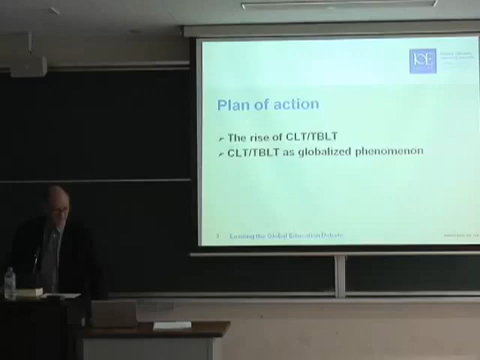 IOE
Plan of action
➢ The rise of CLT/TBLT
➢ CLT/TBLT as globalized phenomenon
Leading the Global Education Debate